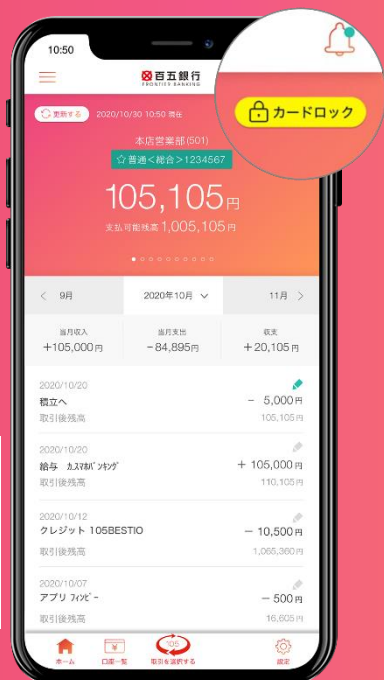 10:50
百五銀行
FRONTIER BANKING
カードロック
更新する 2020/10/30 10:50 現在
本店営業部(501)
☆普通<総合>1234567
105,105円
支払可能残高1,005,105円
< 9月 2020年10月 11月 >
当月収入 当月支出 収支
+105,000円 -84,895円 +20,105円
2020/10/20
積立へ - 5,000円
取引後残高 105,105円
2020/10/20
給与 カスマホバンキング + 105,000円
取引後残高 110,105円
2020/10/12
クレジット 105BESTIO - 10,500円
取引後残高 1,065,360円
2020/10/07
アプリ フィンビー - 500円
取引後残高 16,605円
105
ホーム 口座一覧 取引を選択する 設定